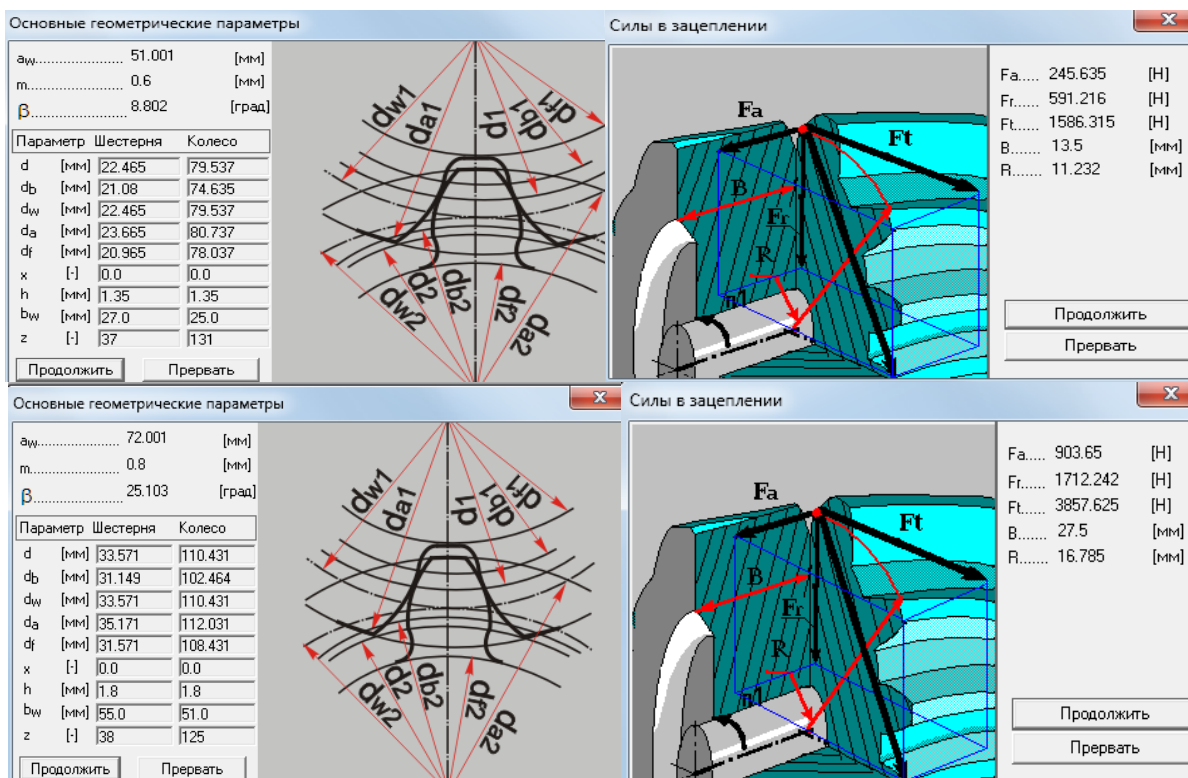 Основные геометрические параметры
aw..................... 51.001 [мм]
m....................... 0.6 [мм]
β........................ 8.802 [град]
Параметр Шестерня Колесо
d [мм] 22.465 79.537
db [мм] 21.08 74.635
dw [мм] 22.465 79.537
da [мм] 23.665 80.737
df [мм] 20.965 78.037
x [-] 0.0 0.0
h [мм] 1.35 1.35
bw [мм] 27.0 25.0
z [-] 37 131
Продолжить Прервать
dw1
da1
d1
db1
df1
dw2
d2
db2
df2
da2
Силы в зацеплении
Fa
Ft
B
Fr
R
n1
Fa..... 245.635 [Н]
Fr...... 591.216 [Н]
Ft...... 1586.315 [Н]
B....... 13.5 [мм]
R....... 11.232 [мм]
Продолжить
Прервать
Основные геометрические параметры
aw..................... 72.001 [мм]
m....................... 0.8 [мм]
β........................ 25.103 [град]
Параметр Шестерня Колесо
d [мм] 33.571 110.431
db [мм] 31.149 102.464
dw [мм] 33.571 110.431
da [мм] 35.171 112.031
df [мм] 31.571 108.431
x [-] 0.0 0.0
h [мм] 1.8 1.8
bw [мм] 55.0 51.0
z [-] 38 125
Продолжить Прервать
dw1
da1
d1
db1
df1
dw2
d2
db2
df2
da2
Силы в зацеплении
Fa
Ft
B
Fr
R
n1
Fa..... 903.65 [Н]
Fr...... 1712.242 [Н]
Ft...... 3857.625 [Н]
B....... 27.5 [мм]
R....... 16.785 [мм]
Продолжить
Прервать